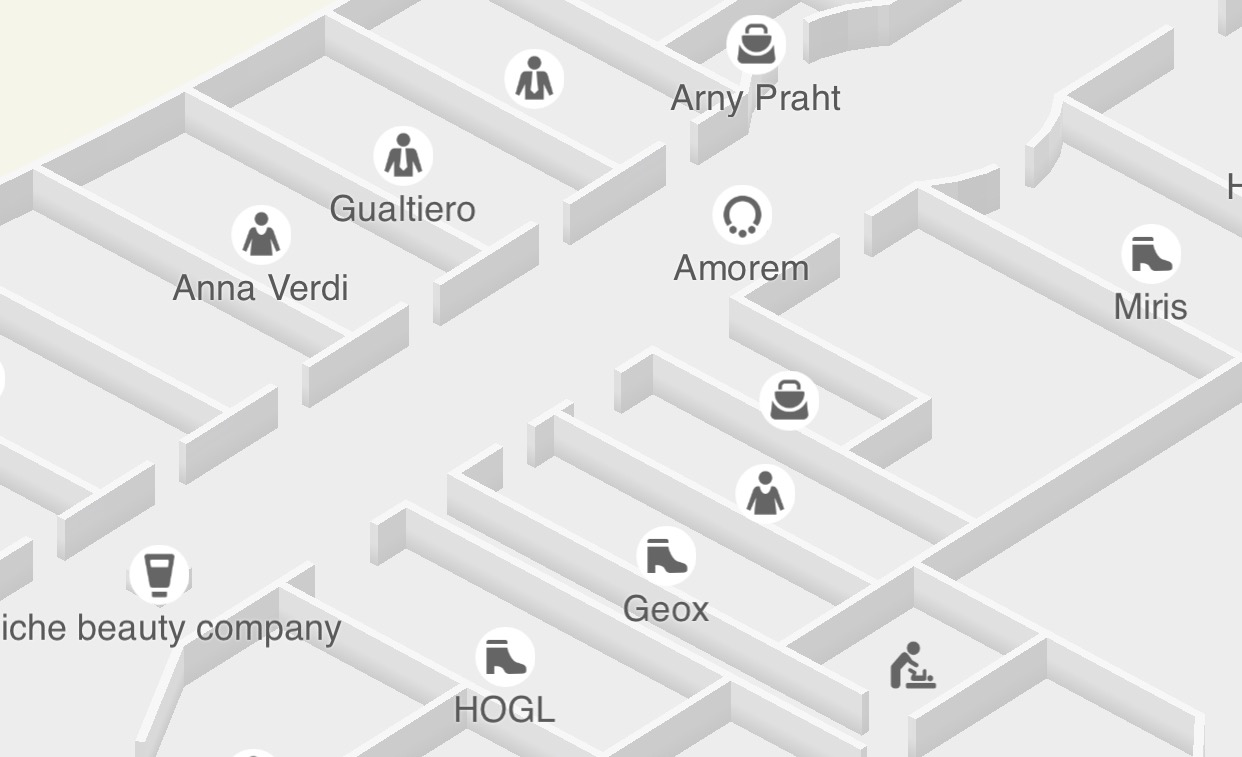 Arny Praht
H
Gualtiero
Amorem
Anna Verdi
Miris
Geox
iche beauty company
HOGL